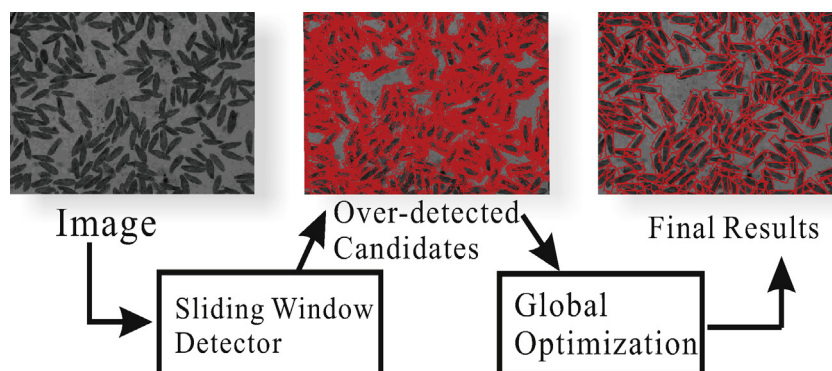 Image
Over-detected
Candidates
Final Results
Sliding Window
Detector
Global
Optimization